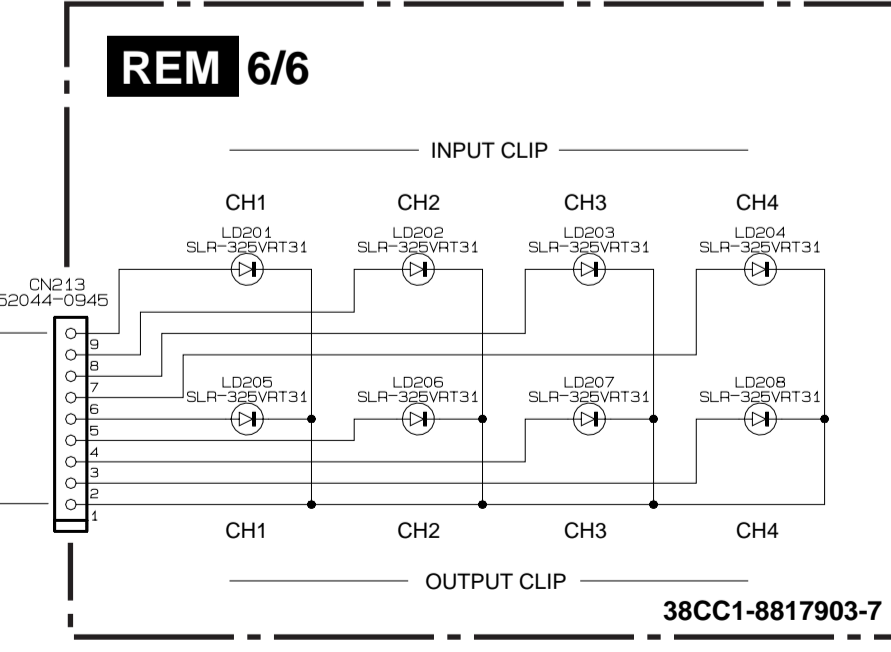 REM 6/6
INPUT CLIP
CH1 CH2 CH3 CH4
LD201 LD202 LD203 LD204
SLR-325VRT31 SLR-325VRT31 SLR-325VRT31 SLR-325VRT31
CN213
52044-0945
9
8
7
6
5
4
3
2
1
LD205 LD206 LD207 LD208
SLR-325VRT31 SLR-325VRT31 SLR-325VRT31 SLR-325VRT31
CH1 CH2 CH3 CH4
OUTPUT CLIP
38CC1-8817903-7